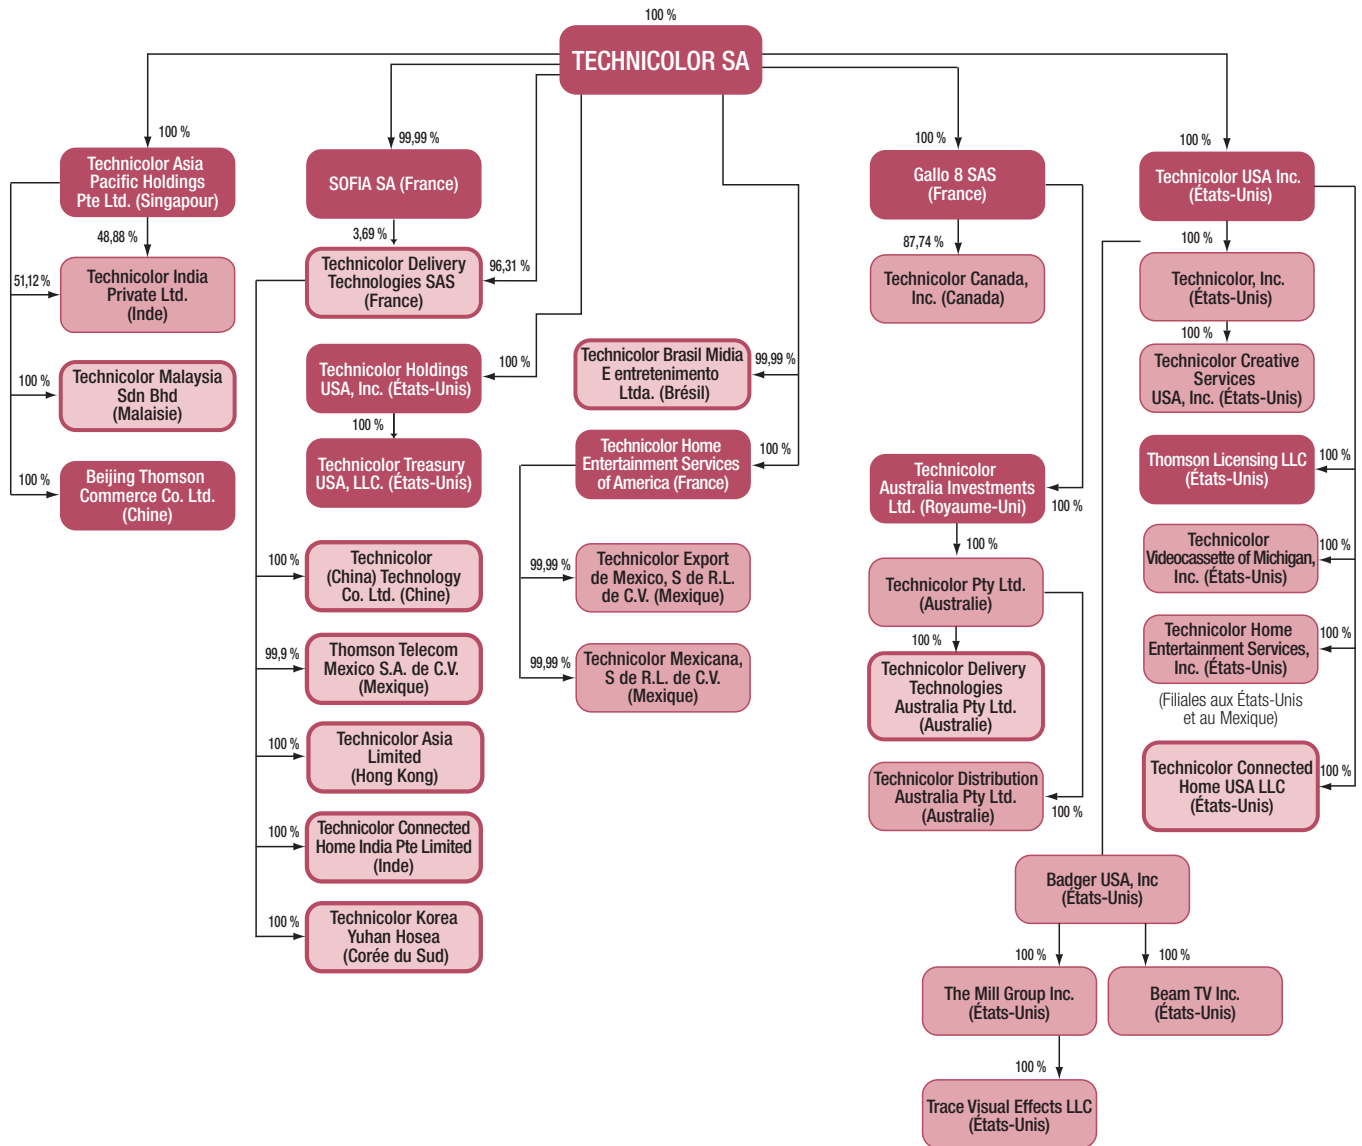 100 %
TECHNICOLOR SA
100 %
Technicolor Asia
Pacific Holdings
Pte Ltd. (Singapour)
48,88 %
51,12 %
Technicolor India
Private Ltd.
(Inde)
100 %
Technicolor Malaysia
Sdn Bhd
(Malaisie)
100 %
Beijing Thomson
Commerce Co. Ltd.
(Chine)
99,99 %
SOFIA SA (France)
3,69 %
96,31 %
Technicolor Delivery
Technologies SAS
(France)
100 %
Technicolor Holdings
USA, Inc. (États-Unis)
100 %
Technicolor Treasury
USA, LLC. (États-Unis)
100 %
Technicolor
(China) Technology
Co. Ltd. (Chine)
99,9 %
Thomson Telecom
Mexico S.A. de C.V.
(Mexique)
100 %
Technicolor Asia
Limited
(Hong Kong)
100 %
Technicolor Connected
Home India Pte Limited
(Inde)
100 %
Technicolor Korea
Yuhan Hosea
(Corée du Sud)
Technicolor Brasil Midia
E entretenimento
Ltda. (Brésil)
99,99 %
Technicolor Home
Entertainment Services
of America (France)
100 %
99,99 %
Technicolor Export
de Mexico, S de R.L.
de C.V. (Mexique)
99,99 %
Technicolor Mexicana,
S de R.L. de C.V.
(Mexique)
100 %
Gallo 8 SAS
(France)
87,74 %
Technicolor Canada,
Inc. (Canada)
Technicolor
Australia Investments
Ltd. (Royaume-Uni)
100 %
100 %
Technicolor Pty Ltd.
(Australie)
100 %
Technicolor Delivery
Technologies
Australia Pty Ltd.
(Australie)
Technicolor Distribution
Australia Pty Ltd.
(Australie)
100 %
100 %
Technicolor USA Inc.
(États-Unis)
100 %
Technicolor, Inc.
(États-Unis)
100 %
Technicolor Creative
Services
USA, Inc. (États-Unis)
Thomson Licensing LLC
(États-Unis)
100 %
Technicolor
Videocassette of Michigan,
Inc. (États-Unis)
100 %
Technicolor Home
Entertainment Services,
Inc. (États-Unis)
100 %
(Filiales aux États-Unis
et au Mexique)
Technicolor Connected
Home USA LLC
(États-Unis)
100 %
Badger USA, Inc
(États-Unis)
100 %
The Mill Group Inc.
(États-Unis)
100 %
Beam TV Inc.
(États-Unis)
100 %
Trace Visual Effects LLC
(États-Unis)